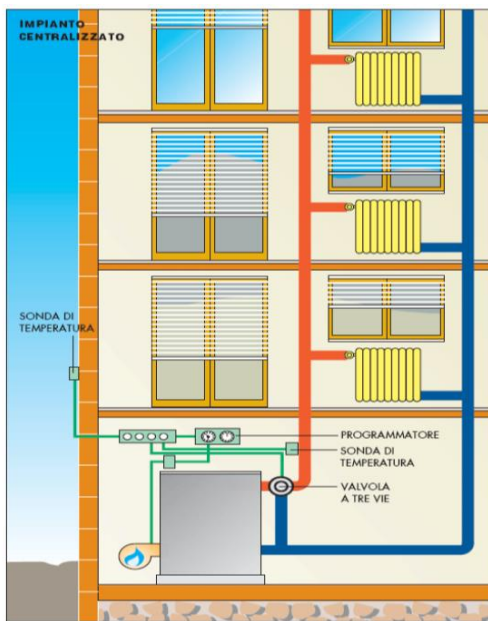 IMPIANTO
CENTRALIZZATO
SONDA DI
TEMPERATURA
PROGRAMMATORE
SONDA DI
TEMPERATURA
VALVOLA
A TRE VIE